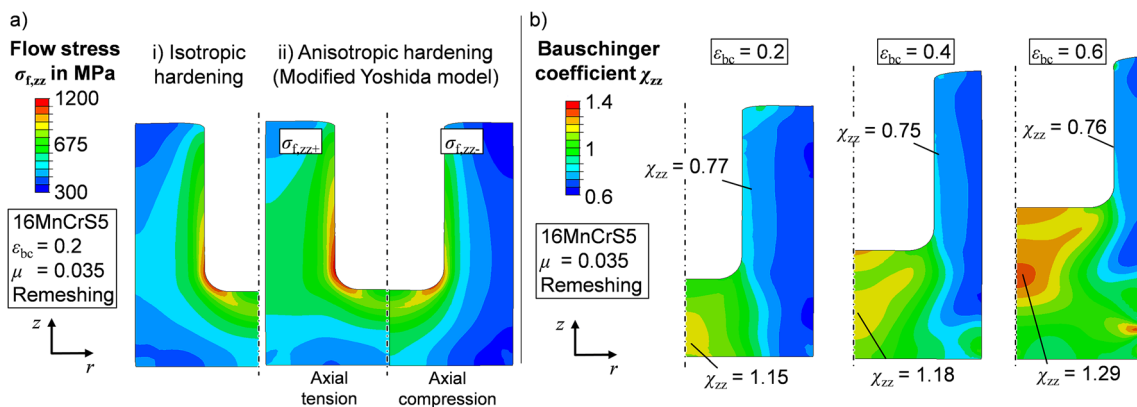 a)
Flow stress
σf,zz in MPa
1200
675
300
16MnCrS5
εbc = 0.2
μ = 0.035
Remeshing
z
r
i) Isotropic
hardening
ii) Anisotropic hardening
(Modified Yoshida model)
σf,zz+
σf,zz-
Axial
tension
Axial
compression
b)
Bauschinger
coefficient χzz
1.4
1
0.6
16MnCrS5
μ = 0.035
Remeshing
z
r
εbc = 0.2
χzz = 0.77
χzz = 1.15
εbc = 0.4
χzz = 0.75
χzz = 1.18
εbc = 0.6
χzz = 0.76
χzz = 1.29